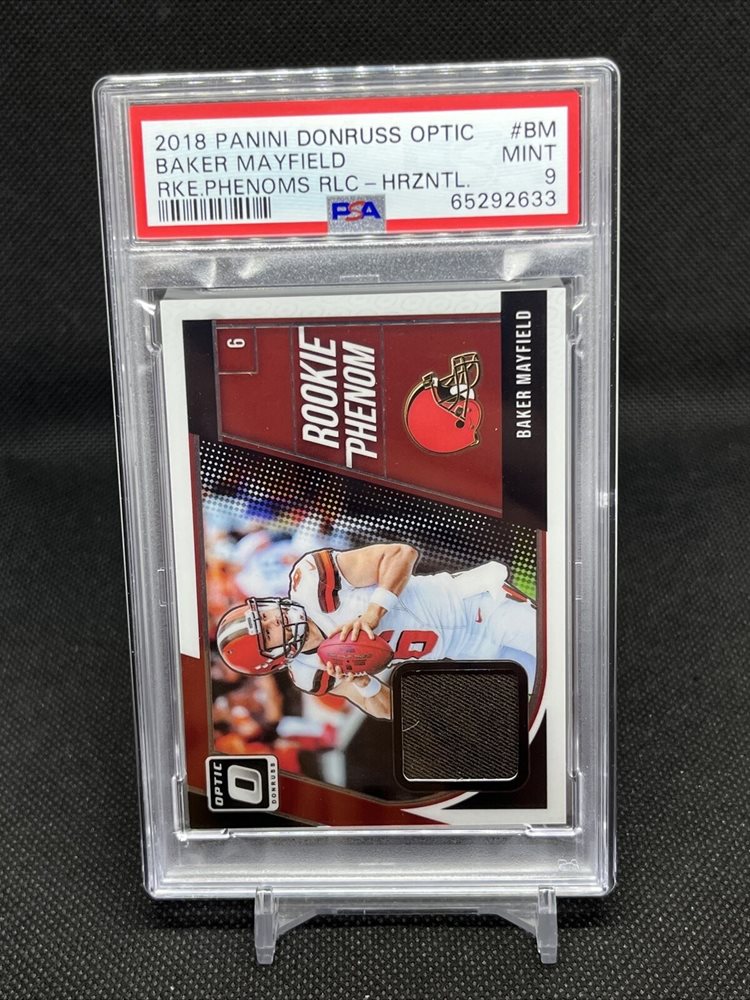 2018 PANINI DONRUSS OPTIC #BM
BAKER MAYFIELD MINT
RKE.PHENOMS RLC – HRZNTL. 9
PSA 65292633
6
ROOKIE
PHENOM
BAKER MAYFIELD
6
OPTIC
DONRUSS